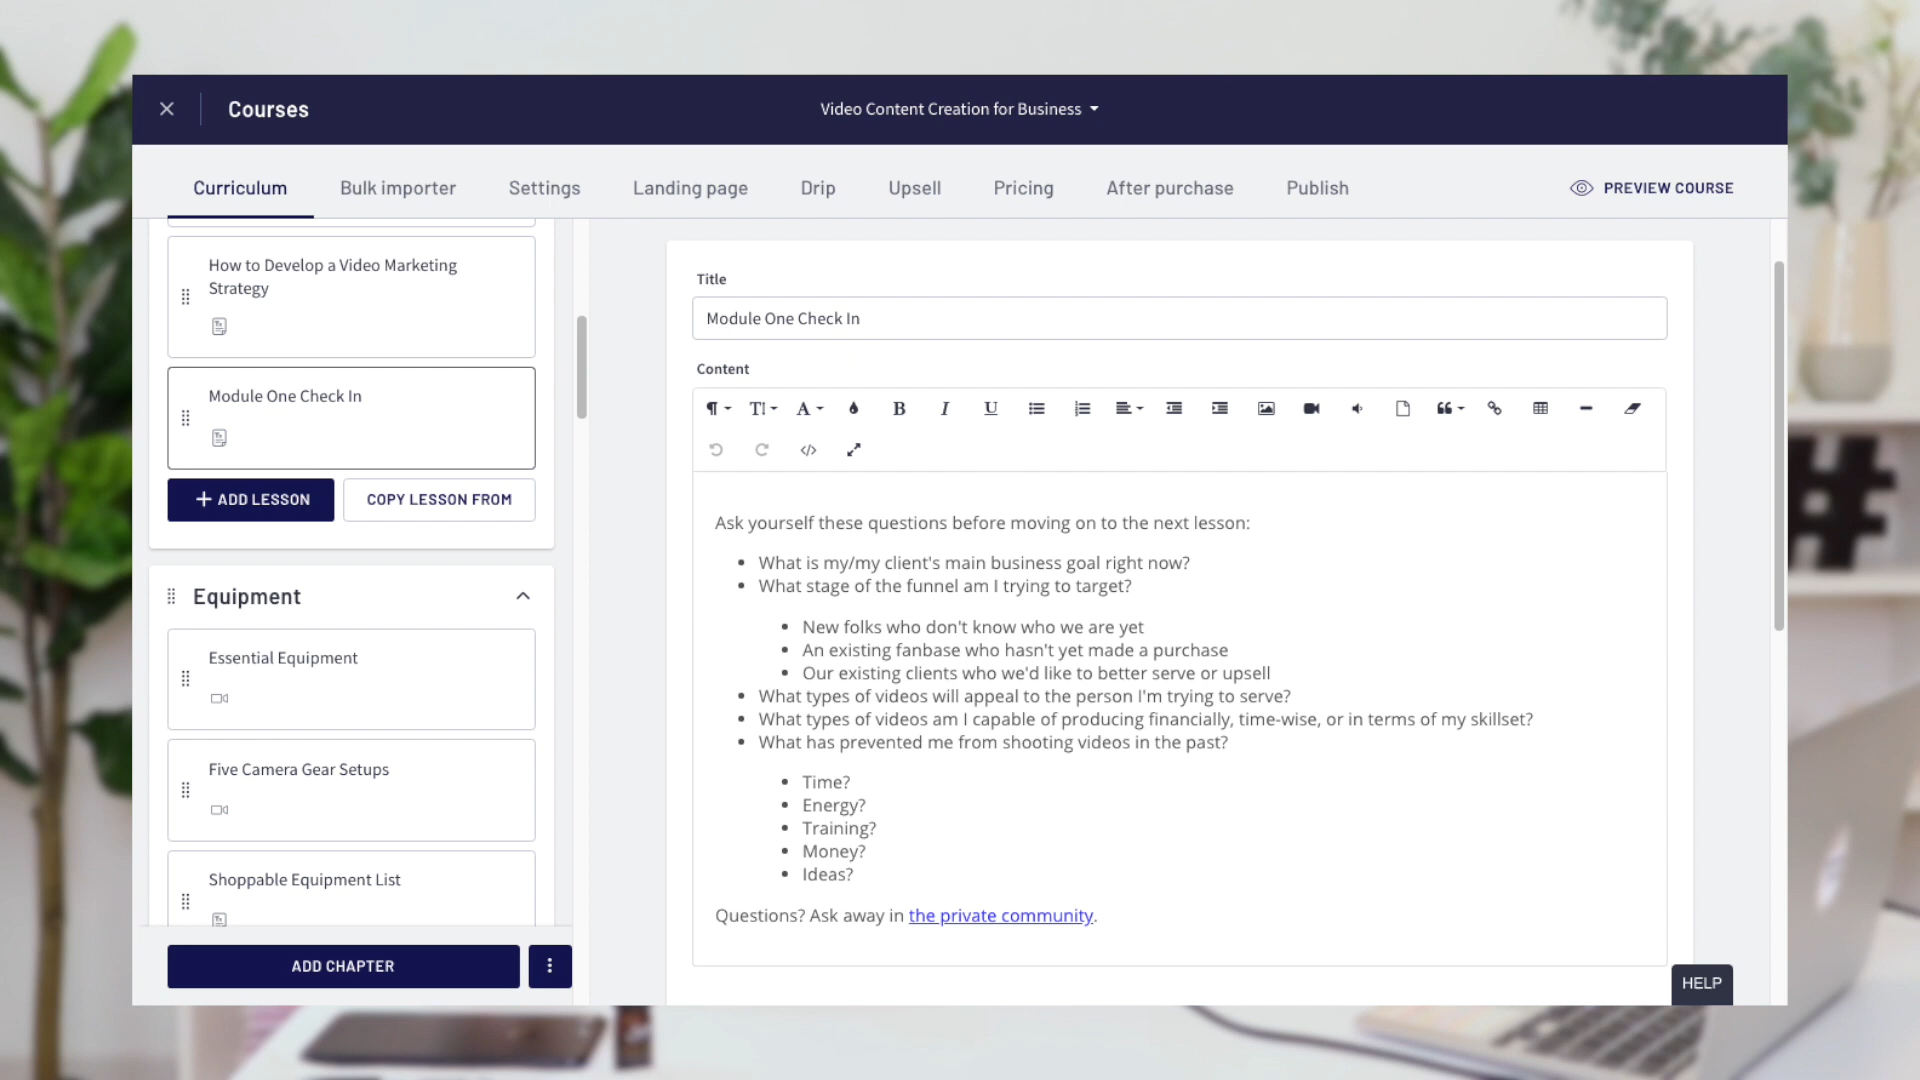 Courses
Video Content Creation for Business
Curriculum
Bulk importer
Settings
Landing page
Drip
Upsell
Pricing
After purchase
Publish
PREVIEW COURSE
How to Develop a Video Marketing
Strategy
Module One Check In
+ ADD LESSON
COPY LESSON FROM
Equipment
Essential Equipment
Five Camera Gear Setups
Shoppable Equipment List
ADD CHAPTER
Title
Module One Check In
Content
Ask yourself these questions before moving on to the next lesson:
• What is my/my client's main business goal right now?
• What stage of the funnel am I trying to target?
• New folks who don't know who we are yet
• An existing fanbase who hasn't yet made a purchase
• Our existing clients who we'd like to better serve or upsell
• What types of videos will appeal to the person I'm trying to serve?
• What types of videos am I capable of producing financially, time-wise, or in terms of my skillset?
• What has prevented me from shooting videos in the past?
• Time?
• Energy?
• Training?
• Money?
• Ideas?
Questions? Ask away in the private community.
HELP